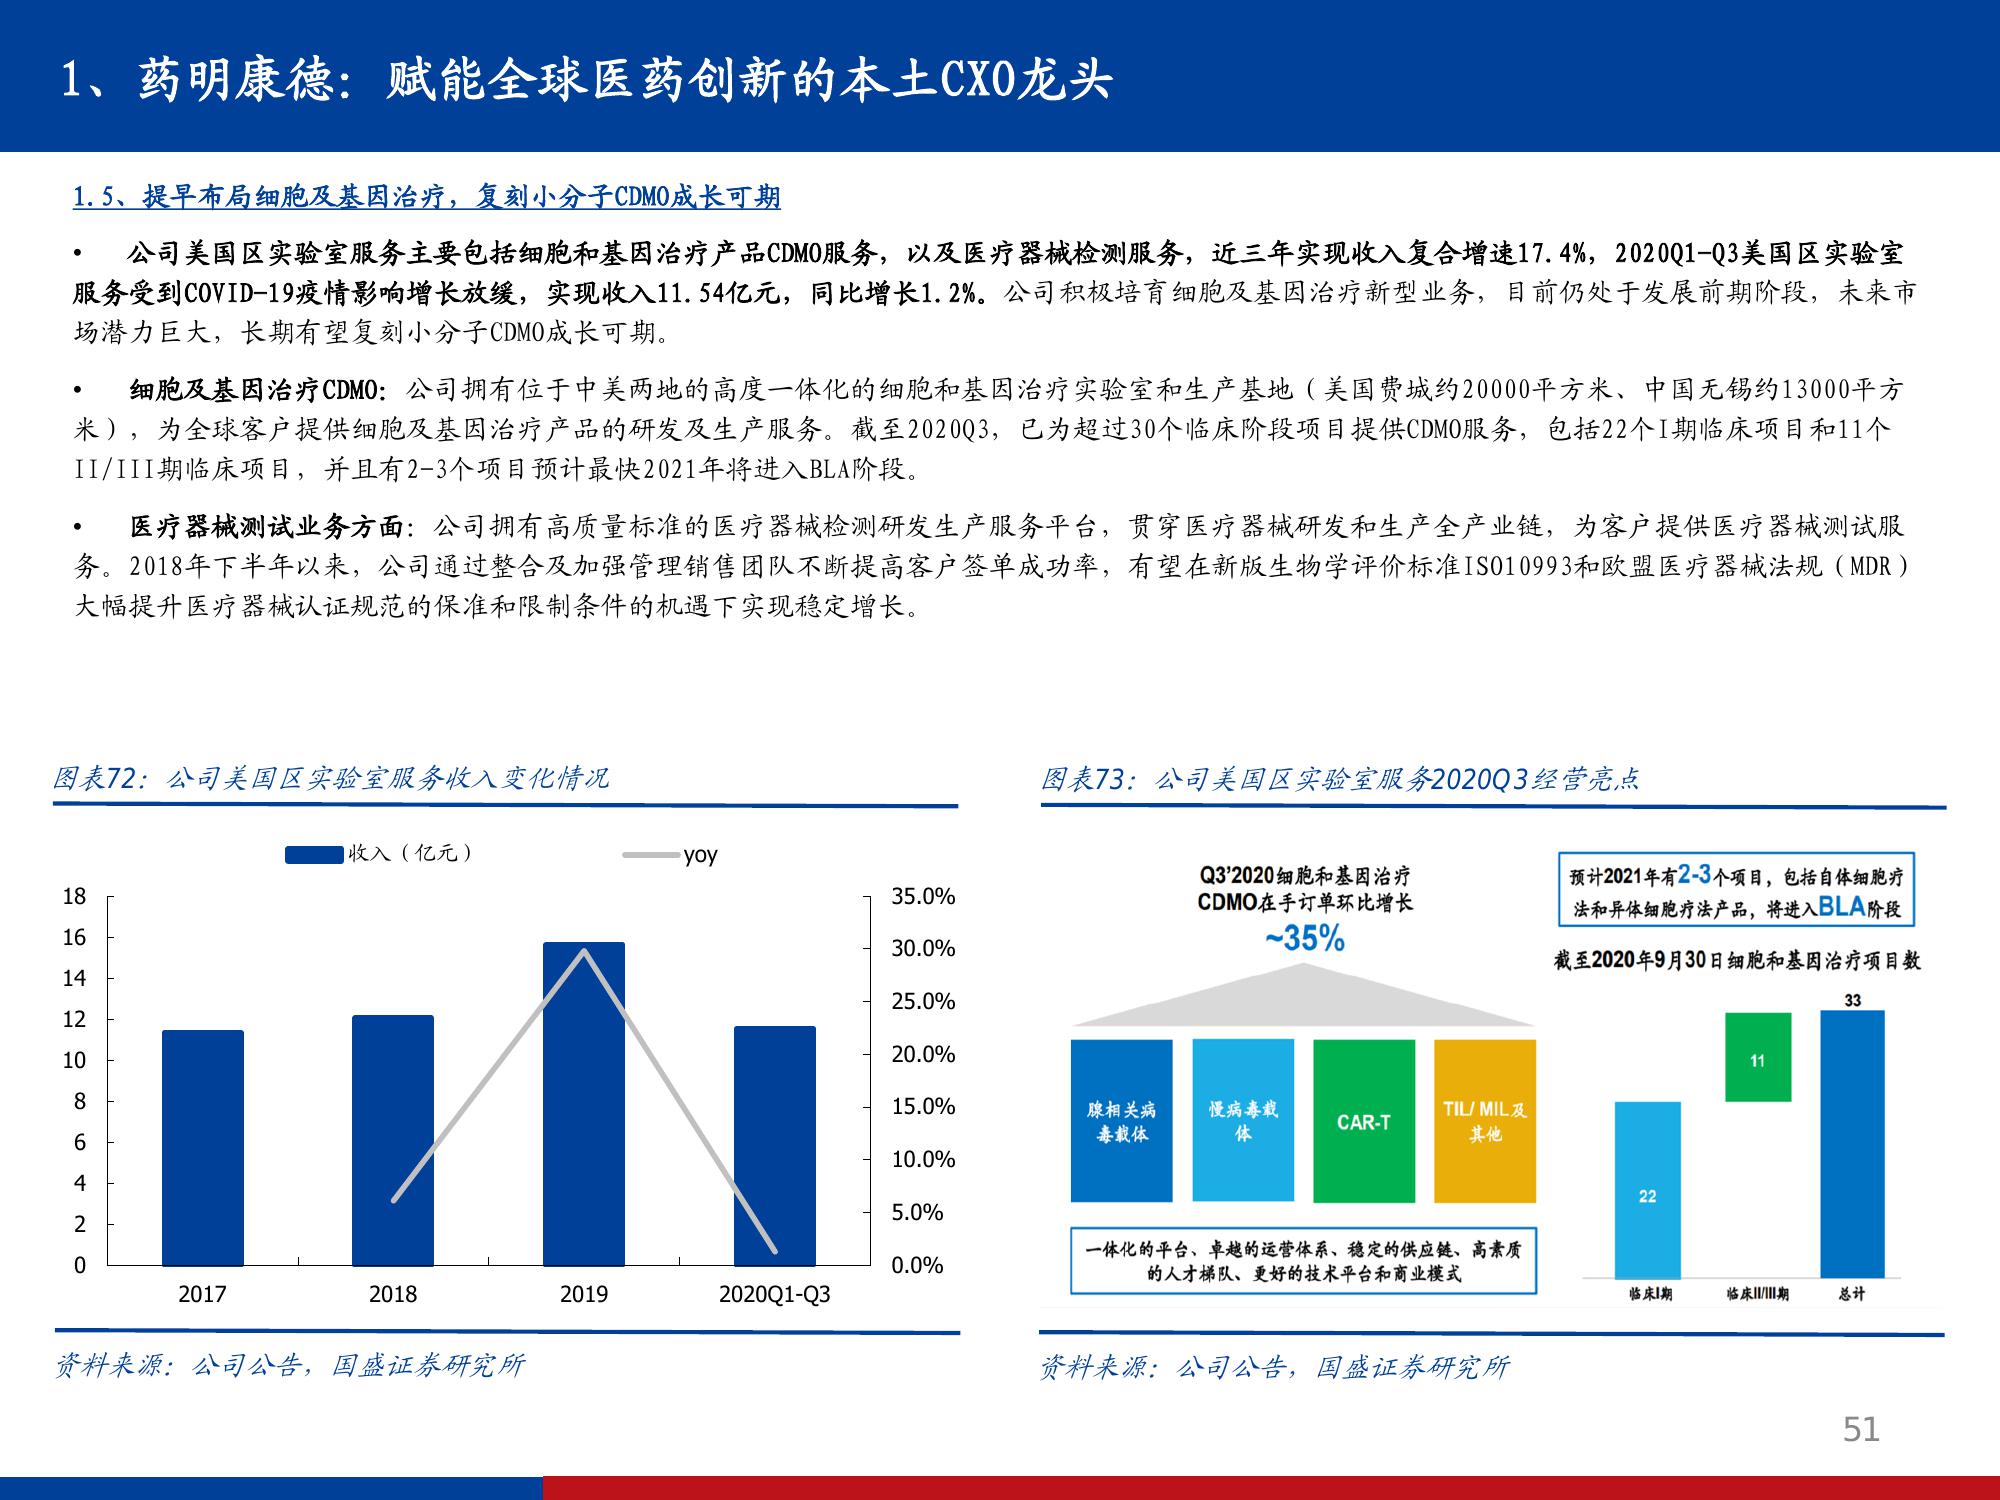 1、药明康德：赋能全球医药创新的本土CXO龙头
1.5、提早布局细胞及基因治疗，复刻小分子CDMO成长可期
• 公司美国区实验室服务主要包括细胞和基因治疗产品CDMO服务，以及医疗器械检测服务，近三年实现收入复合增速17.4%，2020Q1-Q3美国区实验室
服务受到COVID-19疫情影响增长放缓，实现收入11.54亿元，同比增长1.2%。公司积极培育细胞及基因治疗新型业务，目前仍处于发展前期阶段，未来市
场潜力巨大，长期有望复刻小分子CDMO成长可期。
• 细胞及基因治疗CDMO：公司拥有位于中美两地的高度一体化的细胞和基因治疗实验室和生产基地（美国费城约20000平方米、中国无锡约13000平方
米），为全球客户提供细胞及基因治疗产品的研发及生产服务。截至2020Q3，已为超过30个临床阶段项目提供CDMO服务，包括22个I期临床项目和11个
II/III期临床项目，并且有2-3个项目预计最快2021年将进入BLA阶段。
• 医疗器械测试业务方面：公司拥有高质量标准的医疗器械检测研发生产服务平台，贯穿医疗器械研发和生产全产业链，为客户提供医疗器械测试服
务。2018年下半年以来，公司通过整合及加强管理销售团队不断提高客户签单成功率，有望在新版生物学评价标准ISO10993和欧盟医疗器械法规（MDR）
大幅提升医疗器械认证规范的保准和限制条件的机遇下实现稳定增长。
图表72：公司美国区实验室服务收入变化情况
收入（亿元）
yoy
18
16
14
12
10
8
6
4
2
0
35.0%
30.0%
25.0%
20.0%
15.0%
10.0%
5.0%
0.0%
2017
2018
2019
2020Q1-Q3
资料来源：公司公告，国盛证券研究所
图表73：公司美国区实验室服务2020Q3经营亮点
Q3’2020细胞和基因治疗
CDMO在手订单环比增长
~35%
腺相关病
毒载体
慢病毒载
体
CAR-T
TIL/ MIL及
其他
一体化的平台、卓越的运营体系、稳定的供应链、高素质
的人才梯队、更好的技术平台和商业模式
预计2021年有2-3个项目，包括自体细胞疗
法和异体细胞疗法产品，将进入BLA阶段
截至2020年9月30日细胞和基因治疗项目数
33
11
22
临床I期
临床II/III期
总计
资料来源：公司公告，国盛证券研究所
51